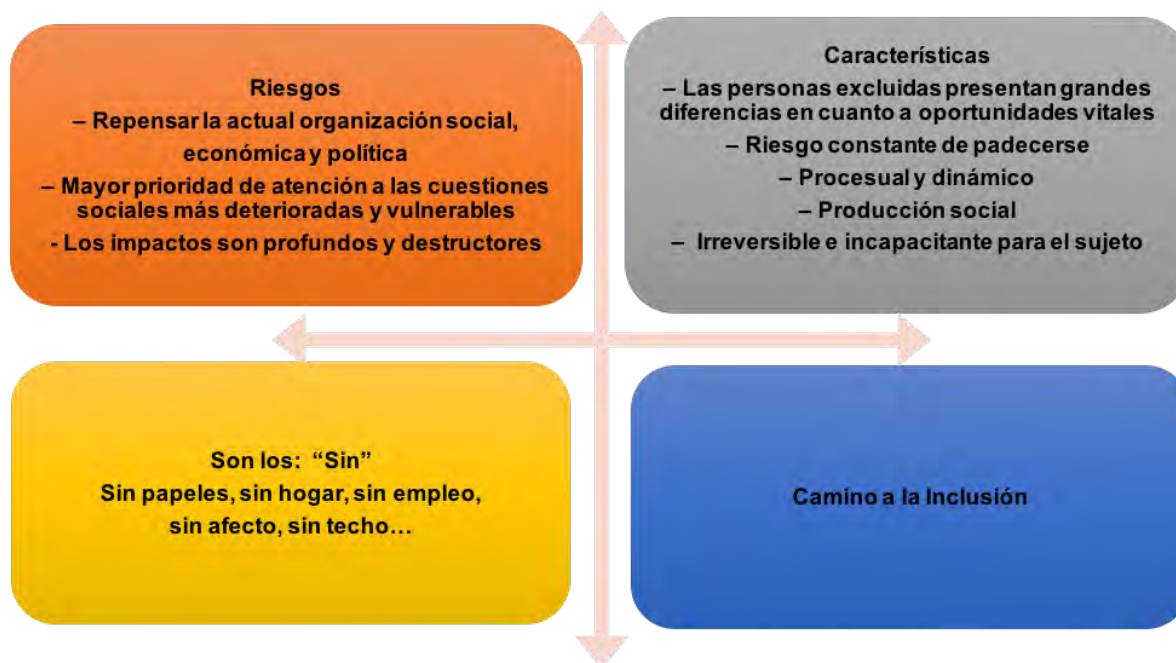 Riesgos
– Repensar la actual organización social,
económica y política
– Mayor prioridad de atención a las cuestiones
sociales más deterioradas y vulnerables
- Los impactos son profundos y destructores
Características
– Las personas excluidas presentan grandes
diferencias en cuanto a oportunidades vitales
– Riesgo constante de padecerse
– Procesual y dinámico
– Producción social
– Irreversible e incapacitante para el sujeto
Son los: “Sin”
Sin papeles, sin hogar, sin empleo,
sin afecto, sin techo…
Camino a la Inclusión